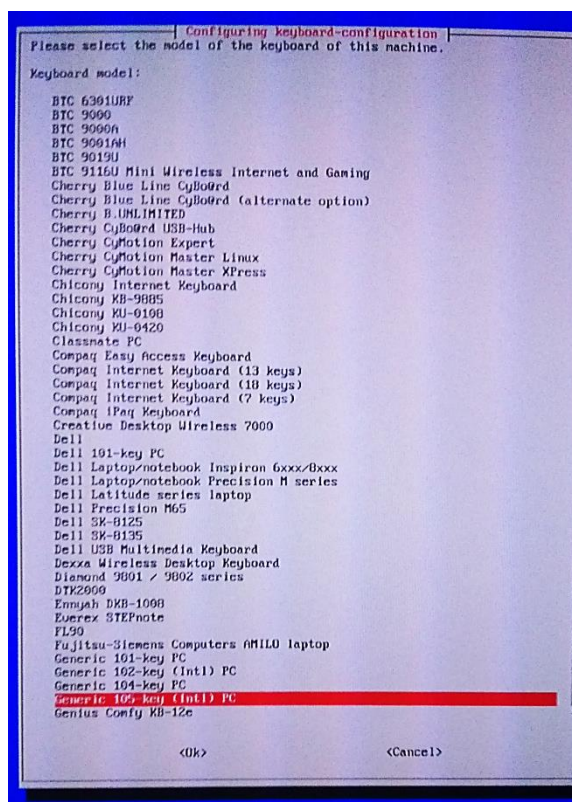 Configuring keyboard-configuration
Please select the model of the keyboard of this machine.
Keyboard model:
BTC 6301URF
BTC 9000
BTC 9000A
BTC 9001AH
BTC 9019U
BTC 9116U Mini Wireless Internet and Gaming
Cherry Blue Line CyBo@rd
Cherry Blue Line CyBo@rd (alternate option)
Cherry B.UNLIMITED
Cherry CyBo@rd USB-Hub
Cherry CyMotion Expert
Cherry CyMotion Master Linux
Cherry CyMotion Master XPress
Chicony Internet Keyboard
Chicony KB-9885
Chicony KU-0108
Chicony KU-0420
Classmate PC
Compaq Easy Access Keyboard
Compaq Internet Keyboard (13 keys)
Compaq Internet Keyboard (18 keys)
Compaq Internet Keyboard (7 keys)
Compaq iPaq Keyboard
Creative Desktop Wireless 7000
Dell
Dell 101-key PC
Dell Laptop/notebook Inspiron 6xxx/8xxx
Dell Laptop/notebook Precision M series
Dell Latitude series laptop
Dell Precision M65
Dell SK-8125
Dell SK-8135
Dell USB Multimedia Keyboard
Dexxa Wireless Desktop Keyboard
Diamond 9801 / 9802 series
DTK2000
Ennyah DKB-1008
Everex STEPnote
FL90
Fujitsu-Siemens Computers AMILO laptop
Generic 101-key PC
Generic 102-key (Intl) PC
Generic 104-key PC
Generic 105-key (Intl) PC
Genius Comfy KB-12e
<Ok> <Cancel>